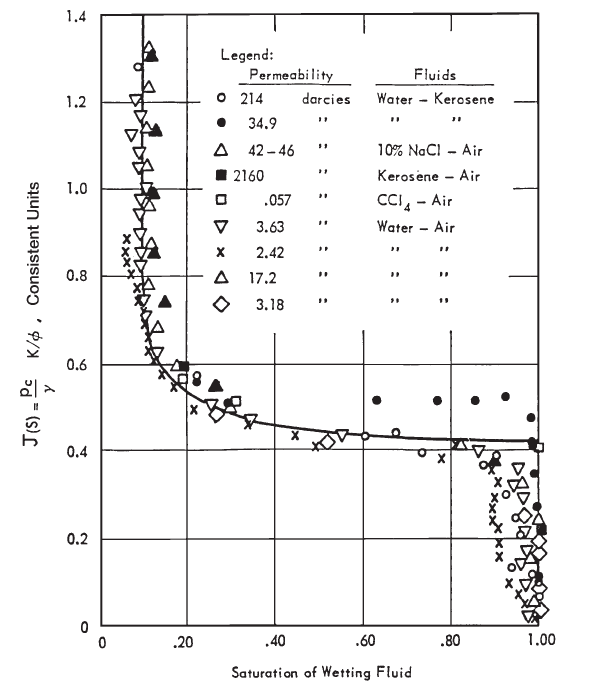 1.4
1.2
1.0
0.8
0.6
0.4
0.2
0
J(S) = pc/γ K/ϕ , Consistent Units
Legend:
Permeability Fluids
214 darcies Water – Kerosene
34.9 " " "
42–46 " 10% NaCl – Air
2160 " Kerosene – Air
.057 " CCl4 – Air
3.63 " Water – Air
2.42 " " "
17.2 " " "
3.18 " " "
0 .20 .40 .60 .80 1.00
Saturation of Wetting Fluid